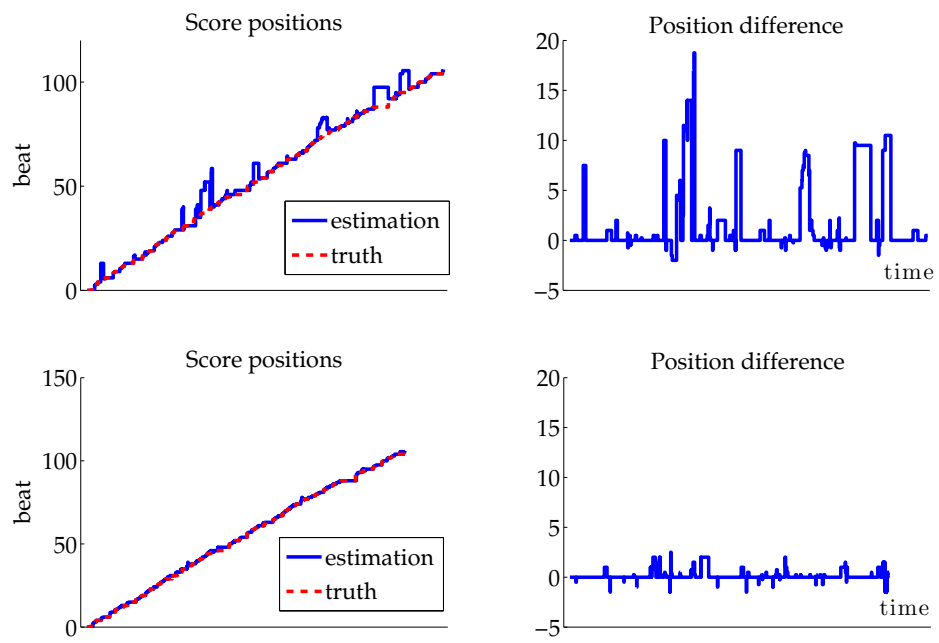 Score positions
100
50
0
beat
estimation
truth
Position difference
20
15
10
5
0
−5
time
Score positions
150
100
50
0
beat
estimation
truth
Position difference
20
15
10
5
0
−5
time